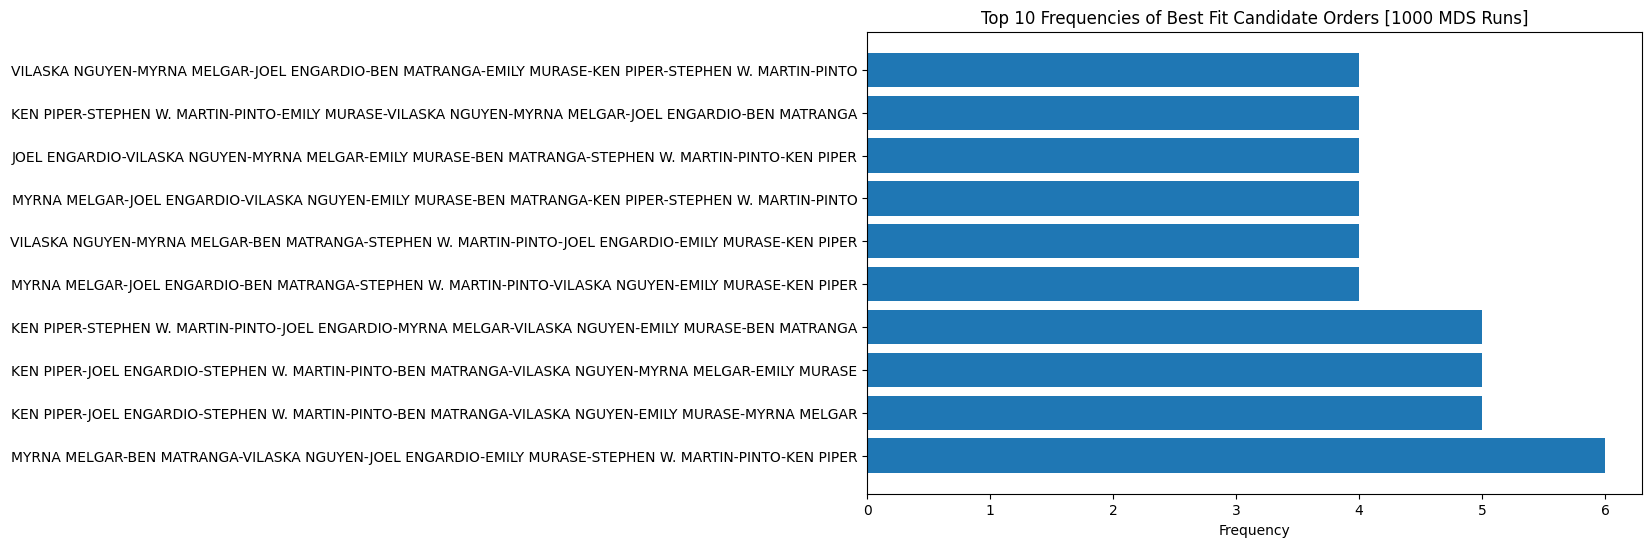 Top 10 Frequencies of Best Fit Candidate Orders [1000 MDS Runs]
VILASKA NGUYEN-MYRNA MELGAR-JOEL ENGARDIO-BEN MATRANGA-EMILY MURASE-KEN PIPER-STEPHEN W. MARTIN-PINTO
KEN PIPER-STEPHEN W. MARTIN-PINTO-EMILY MURASE-VILASKA NGUYEN-MYRNA MELGAR-JOEL ENGARDIO-BEN MATRANGA
JOEL ENGARDIO-VILASKA NGUYEN-MYRNA MELGAR-EMILY MURASE-BEN MATRANGA-STEPHEN W. MARTIN-PINTO-KEN PIPER
MYRNA MELGAR-JOEL ENGARDIO-VILASKA NGUYEN-EMILY MURASE-BEN MATRANGA-KEN PIPER-STEPHEN W. MARTIN-PINTO
VILASKA NGUYEN-MYRNA MELGAR-BEN MATRANGA-STEPHEN W. MARTIN-PINTO-JOEL ENGARDIO-EMILY MURASE-KEN PIPER
MYRNA MELGAR-JOEL ENGARDIO-BEN MATRANGA-STEPHEN W. MARTIN-PINTO-VILASKA NGUYEN-EMILY MURASE-KEN PIPER
KEN PIPER-STEPHEN W. MARTIN-PINTO-JOEL ENGARDIO-MYRNA MELGAR-VILASKA NGUYEN-EMILY MURASE-BEN MATRANGA
KEN PIPER-JOEL ENGARDIO-STEPHEN W. MARTIN-PINTO-BEN MATRANGA-VILASKA NGUYEN-MYRNA MELGAR-EMILY MURASE
KEN PIPER-JOEL ENGARDIO-STEPHEN W. MARTIN-PINTO-BEN MATRANGA-VILASKA NGUYEN-EMILY MURASE-MYRNA MELGAR
MYRNA MELGAR-BEN MATRANGA-VILASKA NGUYEN-JOEL ENGARDIO-EMILY MURASE-STEPHEN W. MARTIN-PINTO-KEN PIPER
0 1 2 3 4 5 6
Frequency